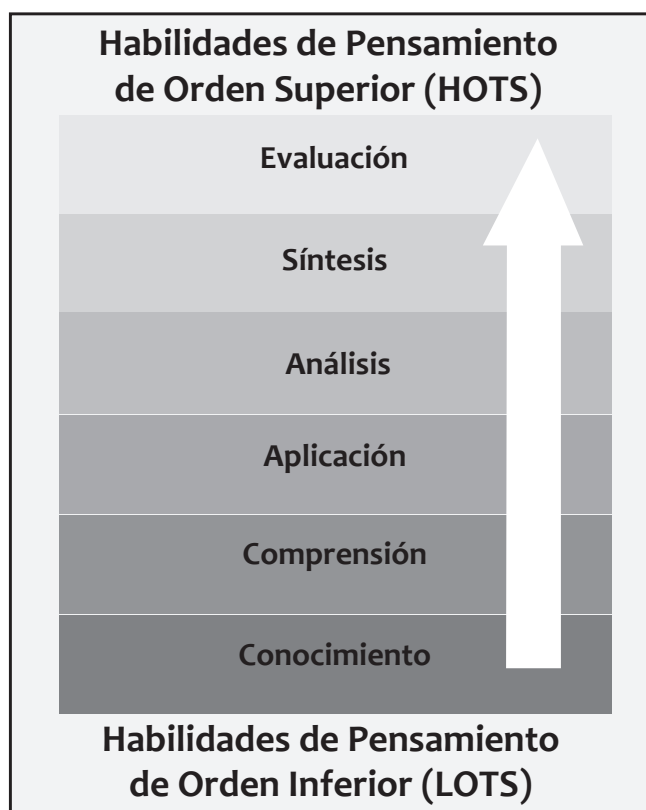 Habilidades de Pensamiento
de Orden Superior (HOTS)
Evaluación
Síntesis
Análisis
Aplicación
Comprensión
Conocimiento
Habilidades de Pensamiento
de Orden Inferior (LOTS)